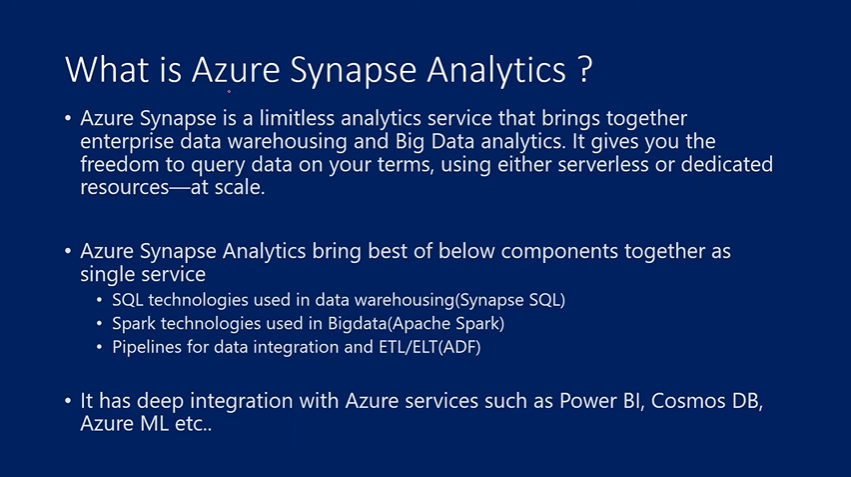 What is Azure Synapse Analytics ?
• Azure Synapse is a limitless analytics service that brings together
enterprise data warehousing and Big Data analytics. It gives you the
freedom to query data on your terms, using either serverless or dedicated
resources—at scale.
• Azure Synapse Analytics bring best of below components together as
single service
• SQL technologies used in data warehousing(Synapse SQL)
• Spark technologies used in Bigdata(Apache Spark)
• Pipelines for data integration and ETL/ELT(ADF)
• It has deep integration with Azure services such as Power BI, Cosmos DB,
Azure ML etc..